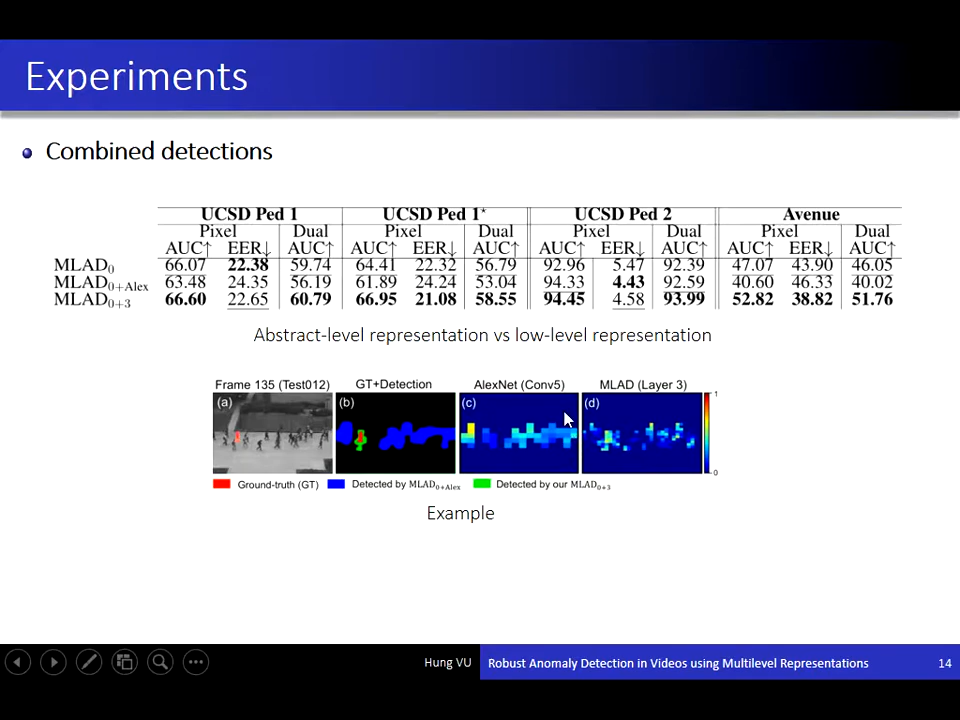 Experiments
Combined detections
UCSD Ped 1 UCSD Ped 1* UCSD Ped 2 Avenue
Pixel Dual Pixel Dual Pixel Dual Pixel Dual
AUC↑ EER↓ AUC↑ AUC↑ EER↓ AUC↑ AUC↑ EER↓ AUC↑ AUC↑ EER↓ AUC↑
MLAD₀ 66.07 22.38 59.74 64.41 22.32 56.79 92.96 5.47 92.39 47.07 43.90 46.05
MLAD₀₊Alex 63.48 24.35 56.19 61.89 24.24 53.04 94.33 4.43 92.59 40.60 46.33 40.02
MLAD₀₊₃ 66.60 22.65 60.79 66.95 21.08 58.55 94.45 4.58 93.99 52.82 38.82 51.76
Abstract-level representation vs low-level representation
Frame 135 (Test012) GT+Detection AlexNet (Conv5) MLAD (Layer 3)
(a) (b) (c) (d) 1
0
Ground-truth (GT) Detected by MLAD₀₊Alex Detected by our MLAD₀₊₃
Example
Hung VU Robust Anomaly Detection in Videos using Multilevel Representations 14